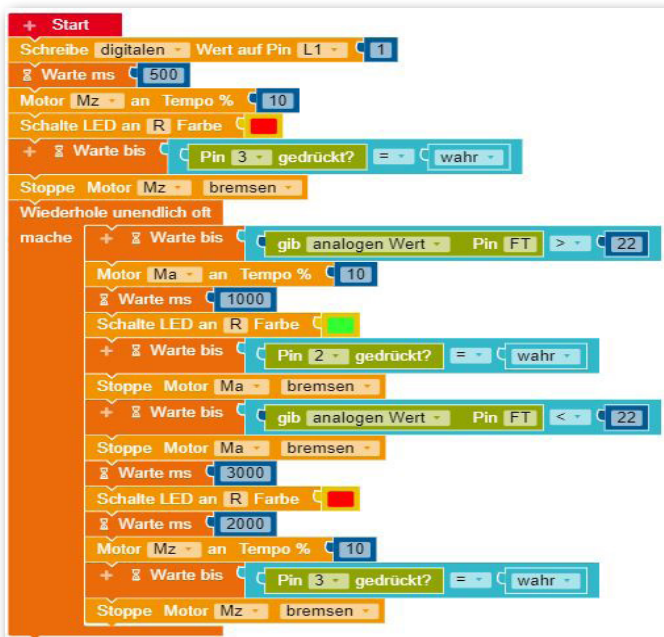 + Start
Schreibe digitalen Wert auf Pin L1 1
Warte ms 500
Motor Mz an Tempo % 10
Schalte LED an R Farbe
+ Warte bis Pin 3 gedrückt? = wahr
Stoppe Motor Mz bremsen
Wiederhole unendlich oft
mache + Warte bis gib analogen Wert Pin FT > 22
Motor Ma an Tempo % 10
Warte ms 1000
Schalte LED an R Farbe
+ Warte bis Pin 2 gedrückt? = wahr
Stoppe Motor Ma bremsen
+ Warte bis gib analogen Wert Pin FT < 22
Stoppe Motor Ma bremsen
Warte ms 3000
Schalte LED an R Farbe
Warte ms 2000
Motor Mz an Tempo % 10
+ Warte bis Pin 3 gedrückt? = wahr
Stoppe Motor Mz bremsen